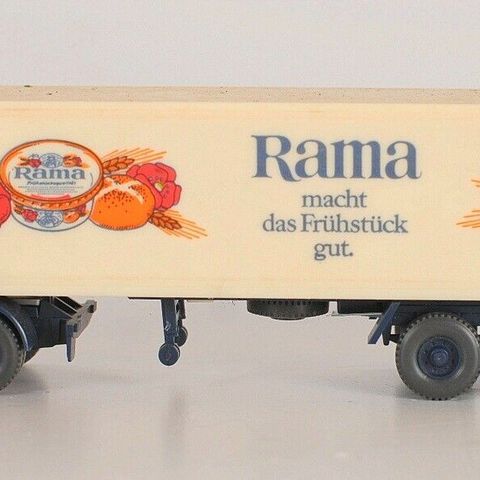 Rama
Rama
macht
das Frühstück
gut.